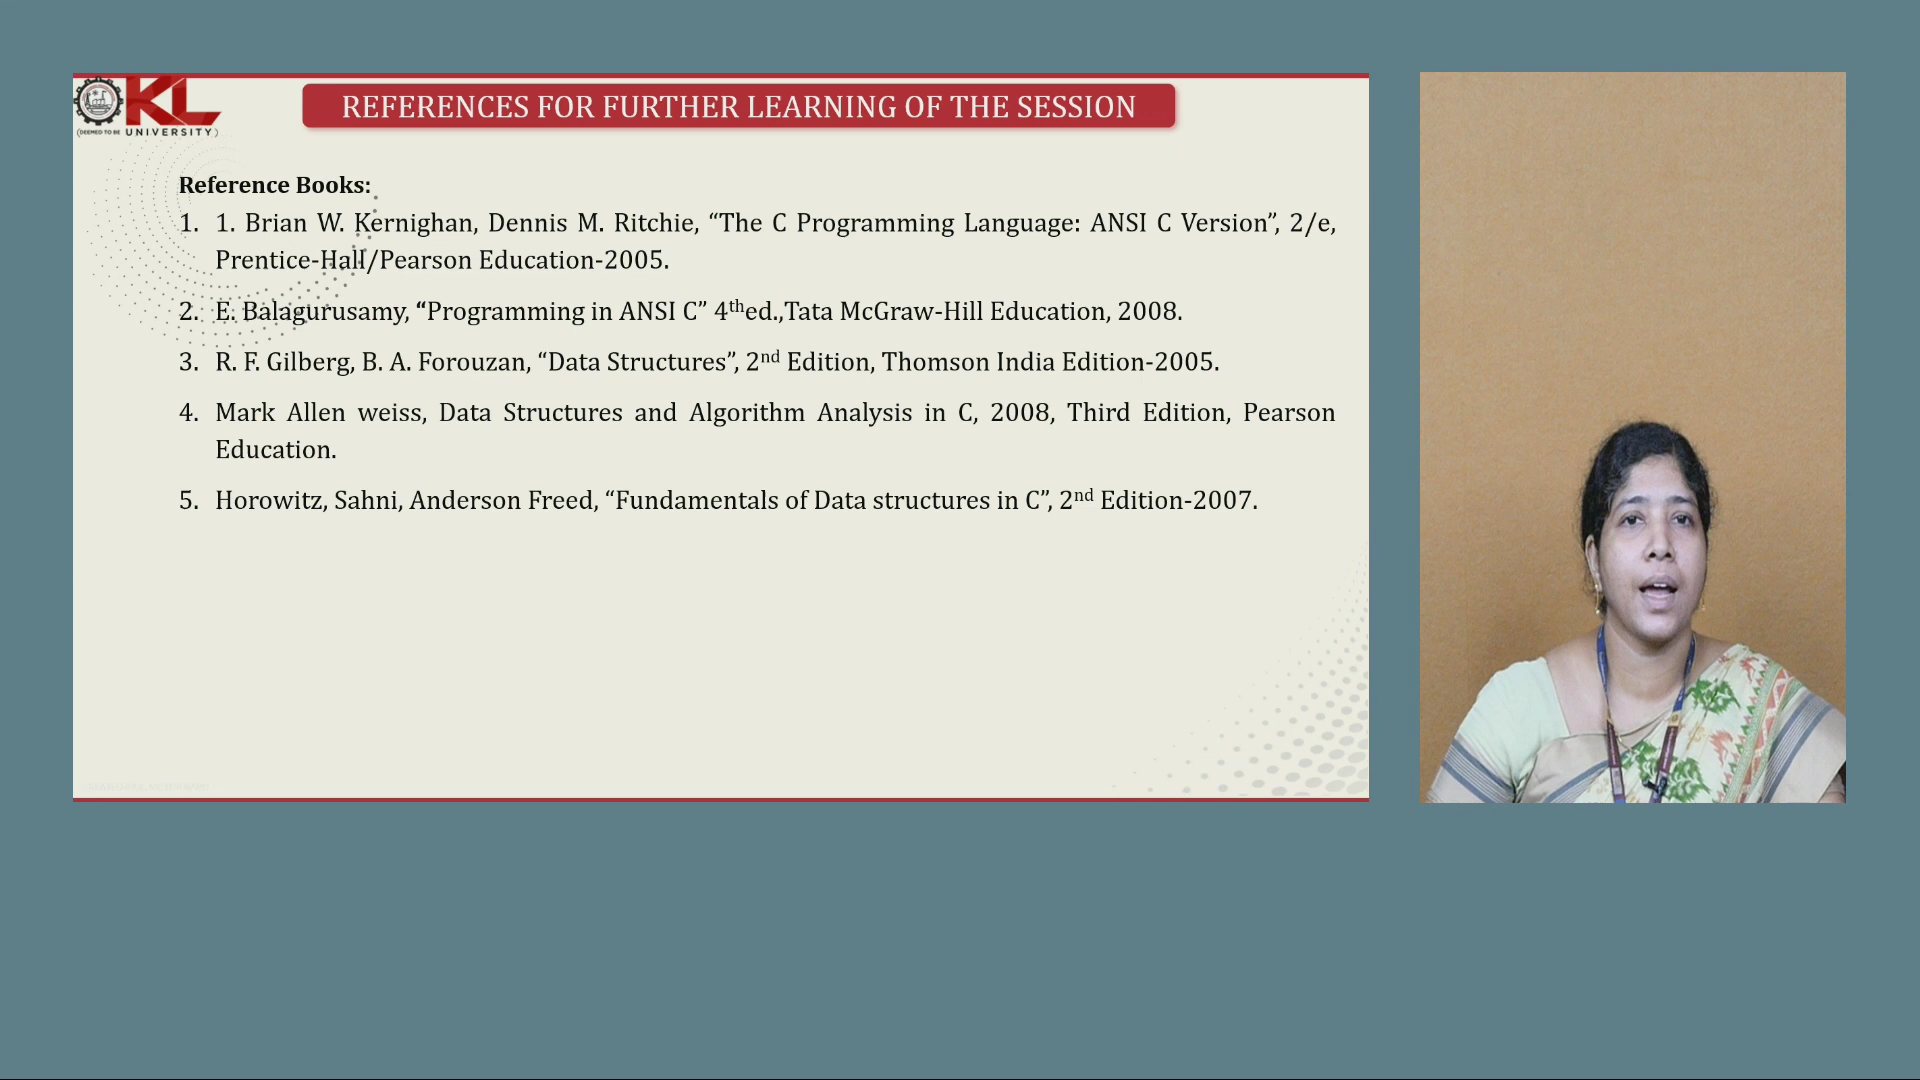 KL
(DEEMED TO BE UNIVERSITY)
REFERENCES FOR FURTHER LEARNING OF THE SESSION
Reference Books:
1. 1. Brian W. Kernighan, Dennis M. Ritchie, “The C Programming Language: ANSI C Version”, 2/e,
Prentice-Hall/Pearson Education-2005.
2. E. Balagurusamy, “Programming in ANSI C” 4thed.,Tata McGraw-Hill Education, 2008.
3. R. F. Gilberg, B. A. Forouzan, “Data Structures”, 2nd Edition, Thomson India Edition-2005.
4. Mark Allen weiss, Data Structures and Algorithm Analysis in C, 2008, Third Edition, Pearson
Education.
5. Horowitz, Sahni, Anderson Freed, “Fundamentals of Data structures in C”, 2nd Edition-2007.